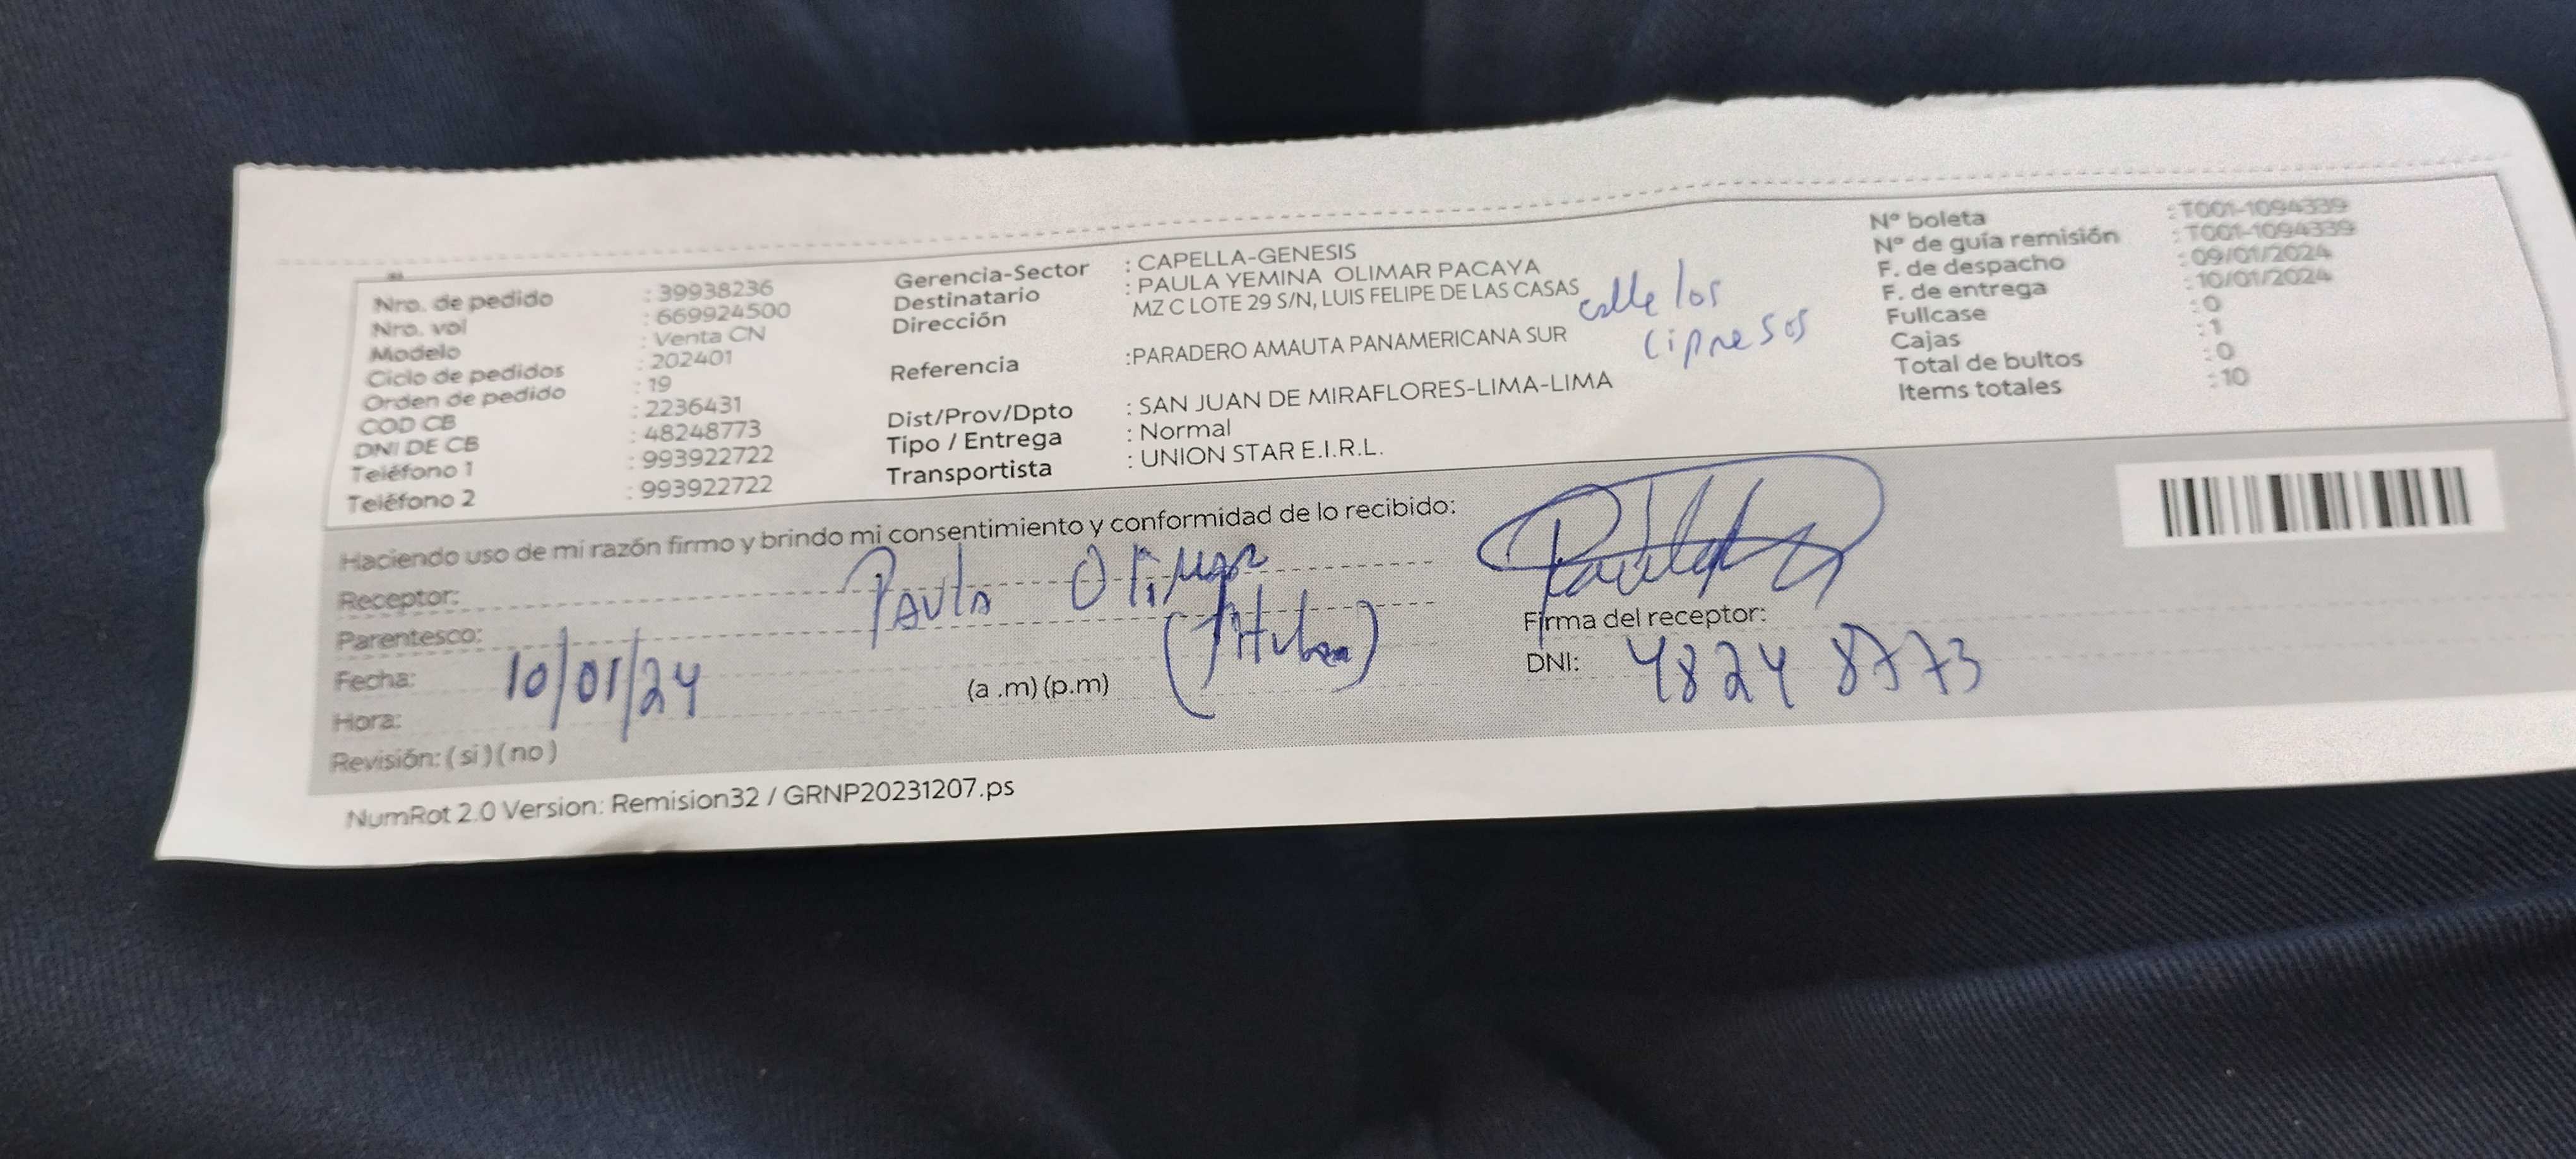 Nro. de pedido : 39938236
Nro. vol : 669924500
Modelo : Venta CN
Ciclo de pedidos : 202401
Orden de pedido : 19
COD CB : 2236431
DNI DE CB : 48248773
Teléfono 1 : 993922722
Teléfono 2 : 993922722
Gerencia-Sector : CAPELLA-GENESIS
Destinatario : PAULA YEMINA OLIMAR PACAYA
Dirección MZ C LOTE 29 S/N, LUIS FELIPE DE LAS CASAS
calle los
cipresos
Referencia :PARADERO AMAUTA PANAMERICANA SUR
Dist/Prov/Dpto : SAN JUAN DE MIRAFLORES-LIMA-LIMA
Tipo / Entrega : Normal
Transportista : UNION STAR E.I.R.L.
Nº boleta : T001-1094339
Nº de guía remisión : T001-1094339
F. de despacho : 09/01/2024
F. de entrega : 10/01/2024
Fullcase : 0
Cajas : 1
Total de bultos : 0
Items totales : 10
Haciendo uso de mi razón firmo y brindo mi consentimiento y conformidad de lo recibido:
Receptor: Paula Olimar
Parentesco: (Titular)
Fecha: 10/01/24
Hora: (a .m) (p.m)
Revisión: ( si ) ( no )
Firma del receptor:
DNI: 48248773
NumRot 2.0 Version: Remision32 / GRNP20231207.ps